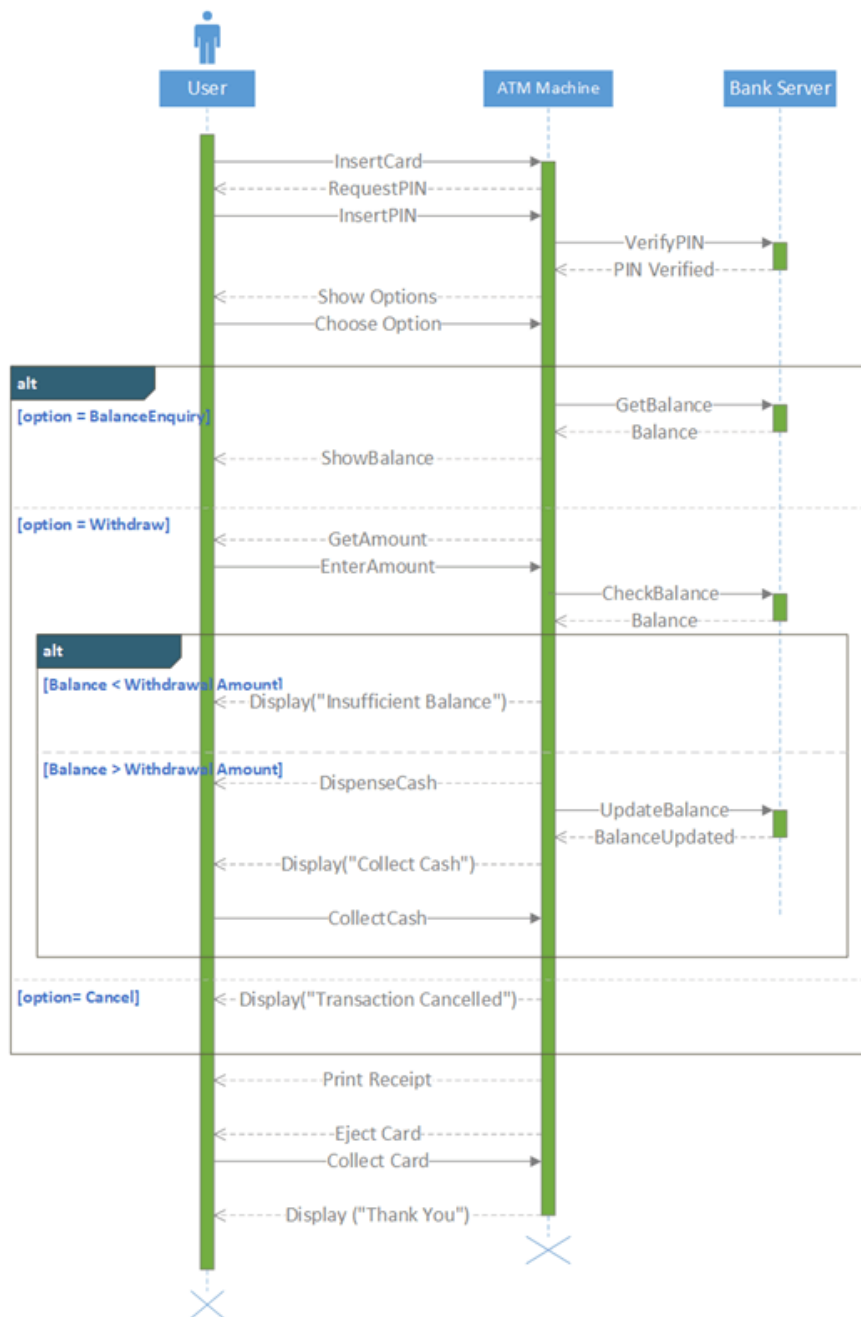 User
ATM Machine
Bank Server
InsertCard
RequestPIN
InsertPIN
VerifyPIN
PIN Verified
Show Options
Choose Option
alt
[option = BalanceEnquiry]
GetBalance
Balance
ShowBalance
[option = Withdraw]
GetAmount
EnterAmount
CheckBalance
Balance
alt
[Balance < Withdrawal Amount]
Display("Insufficient Balance")
[Balance > Withdrawal Amount]
DispenseCash
UpdateBalance
BalanceUpdated
Display("Collect Cash")
CollectCash
[option= Cancel]
Display("Transaction Cancelled")
Print Receipt
Eject Card
Collect Card
Display ("Thank You")